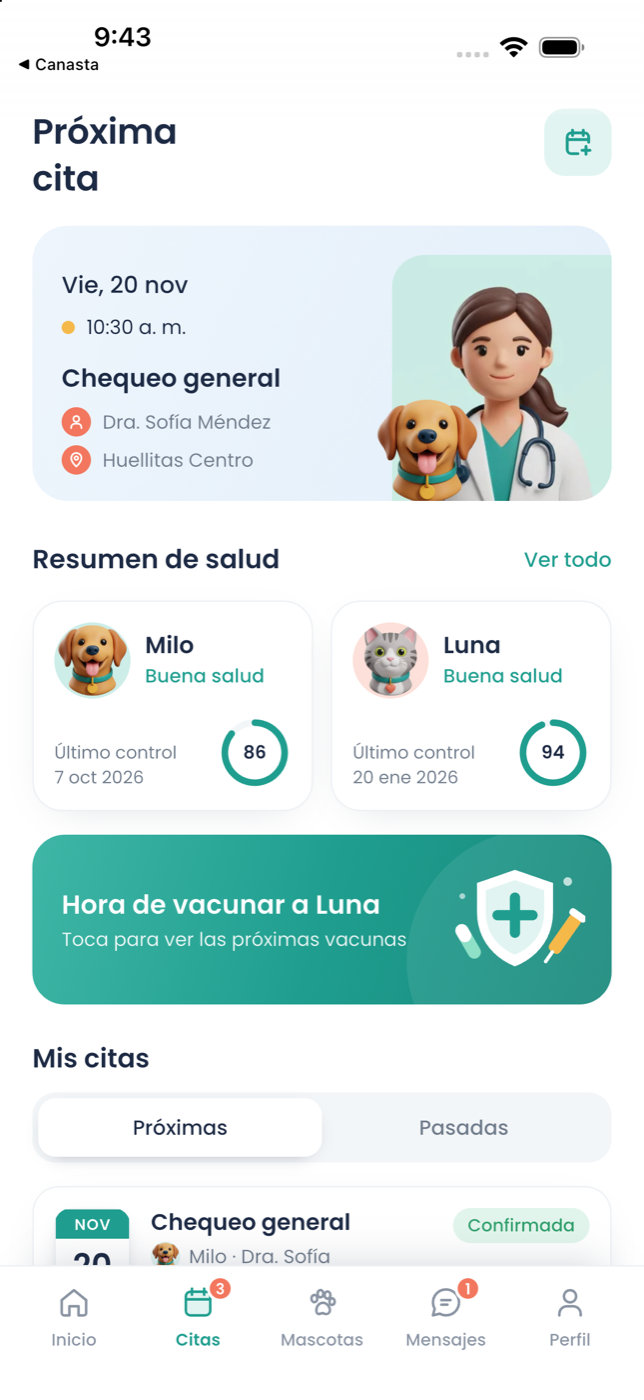 9:43
◀ Canasta
Próxima
cita
Vie, 20 nov
10:30 a. m.
Chequeo general
Dra. Sofía Méndez
Huellitas Centro
Resumen de salud
Ver todo
Milo
Buena salud
Último control
7 oct 2026
86
Luna
Buena salud
Último control
20 ene 2026
94
Hora de vacunar a Luna
Toca para ver las próximas vacunas
Mis citas
Próximas
Pasadas
NOV
20
Chequeo general
Milo · Dra. Sofía
Confirmada
3
1
Inicio
Citas
Mascotas
Mensajes
Perfil